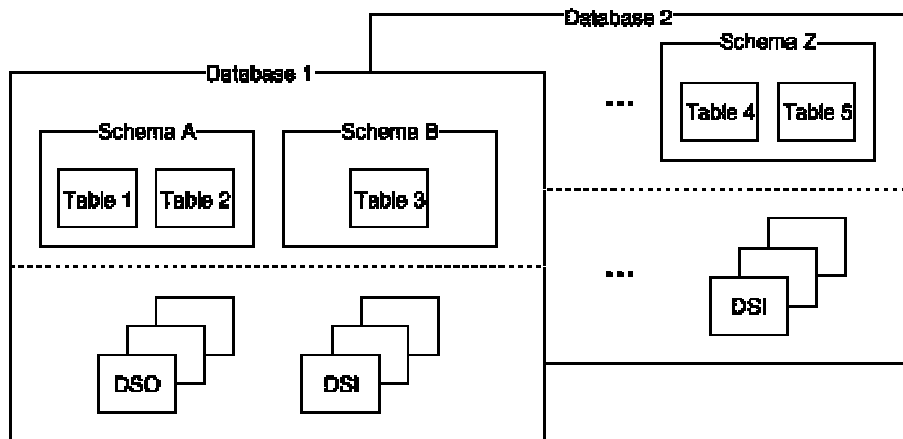 Database 2
Schema Z
Database 1
...
Table 4
Table 5
Schema A
Schema B
Table 1
Table 2
Table 3
...
DSI
DSO
DSI